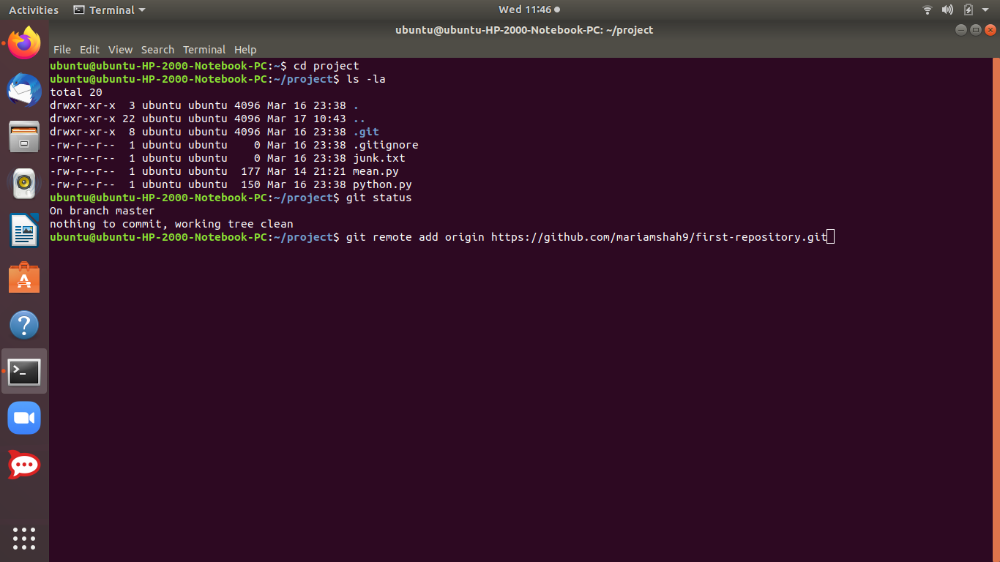 Activities Terminal Wed 11:46
ubuntu@ubuntu-HP-2000-Notebook-PC: ~/project
File Edit View Search Terminal Help
ubuntu@ubuntu-HP-2000-Notebook-PC:~$ cd project
ubuntu@ubuntu-HP-2000-Notebook-PC:~/project$ ls -la
total 20
drwxr-xr-x  3 ubuntu ubuntu 4096 Mar 16 23:38 .
drwxr-xr-x 22 ubuntu ubuntu 4096 Mar 17 10:43 ..
drwxr-xr-x  8 ubuntu ubuntu 4096 Mar 16 23:38 .git
-rw-r--r--  1 ubuntu ubuntu    0 Mar 16 23:38 .gitignore
-rw-r--r--  1 ubuntu ubuntu    0 Mar 16 23:38 junk.txt
-rw-r--r--  1 ubuntu ubuntu  177 Mar 14 21:21 mean.py
-rw-r--r--  1 ubuntu ubuntu  150 Mar 16 23:38 python.py
ubuntu@ubuntu-HP-2000-Notebook-PC:~/project$ git status
On branch master
nothing to commit, working tree clean
ubuntu@ubuntu-HP-2000-Notebook-PC:~/project$ git remote add origin https://github.com/mariamshah9/first-repository.git